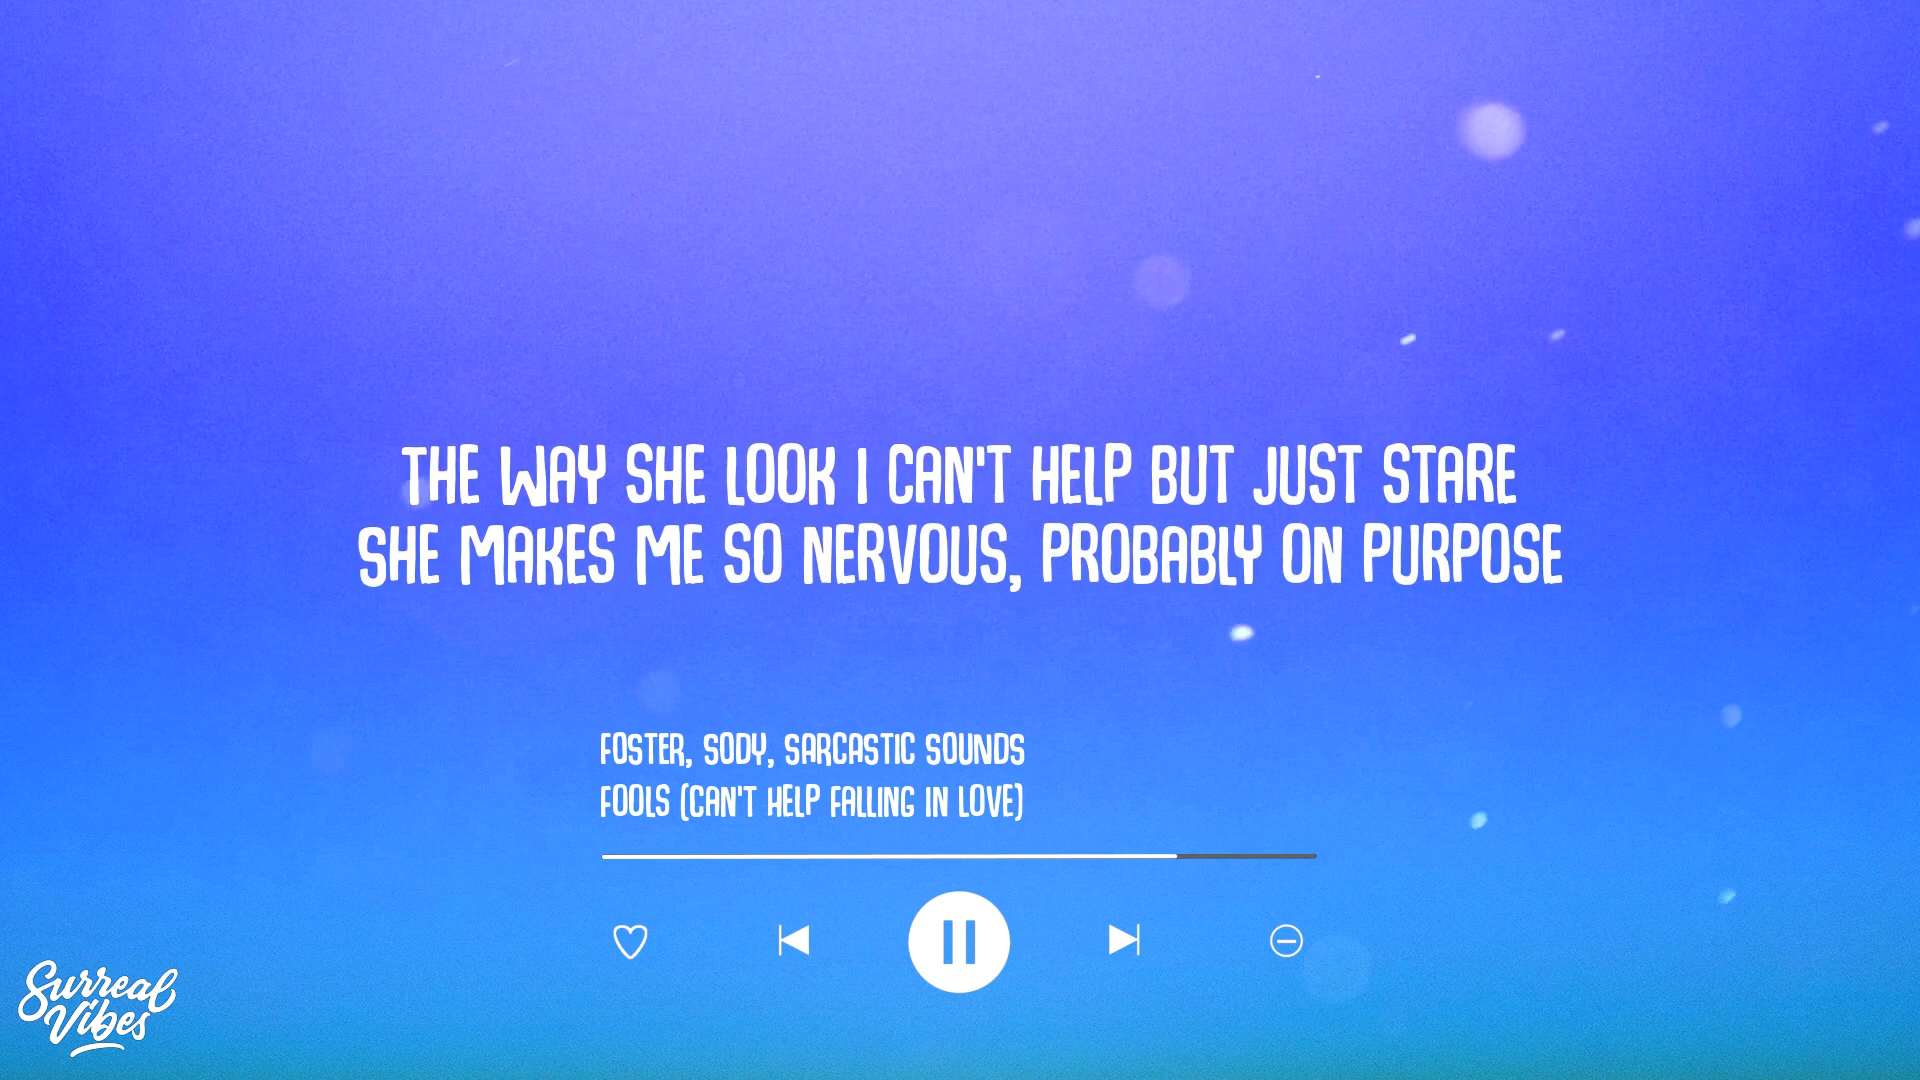 THE WAY SHE LOOK I CAN'T HELP BUT JUST STARE
SHE MAKES ME SO NERVOUS, PROBABLY ON PURPOSE
FOSTER, SODY, SARCASTIC SOUNDS
FOOLS (CAN'T HELP FALLING IN LOVE)
Surreal
Vibes